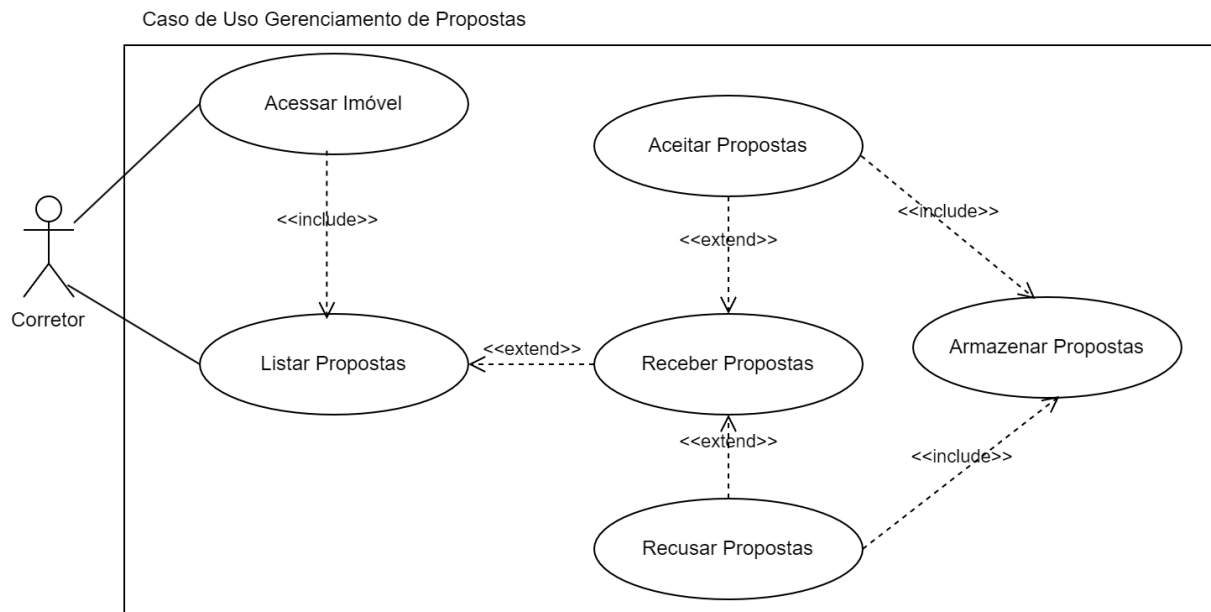 Caso de Uso Gerenciamento de Propostas
Acessar Imóvel
Aceitar Propostas
<<include>>
<<include>>
<<extend>>
Corretor
Listar Propostas
<<extend>>
Receber Propostas
Armazenar Propostas
<<extend>>
<<include>>
Recusar Propostas